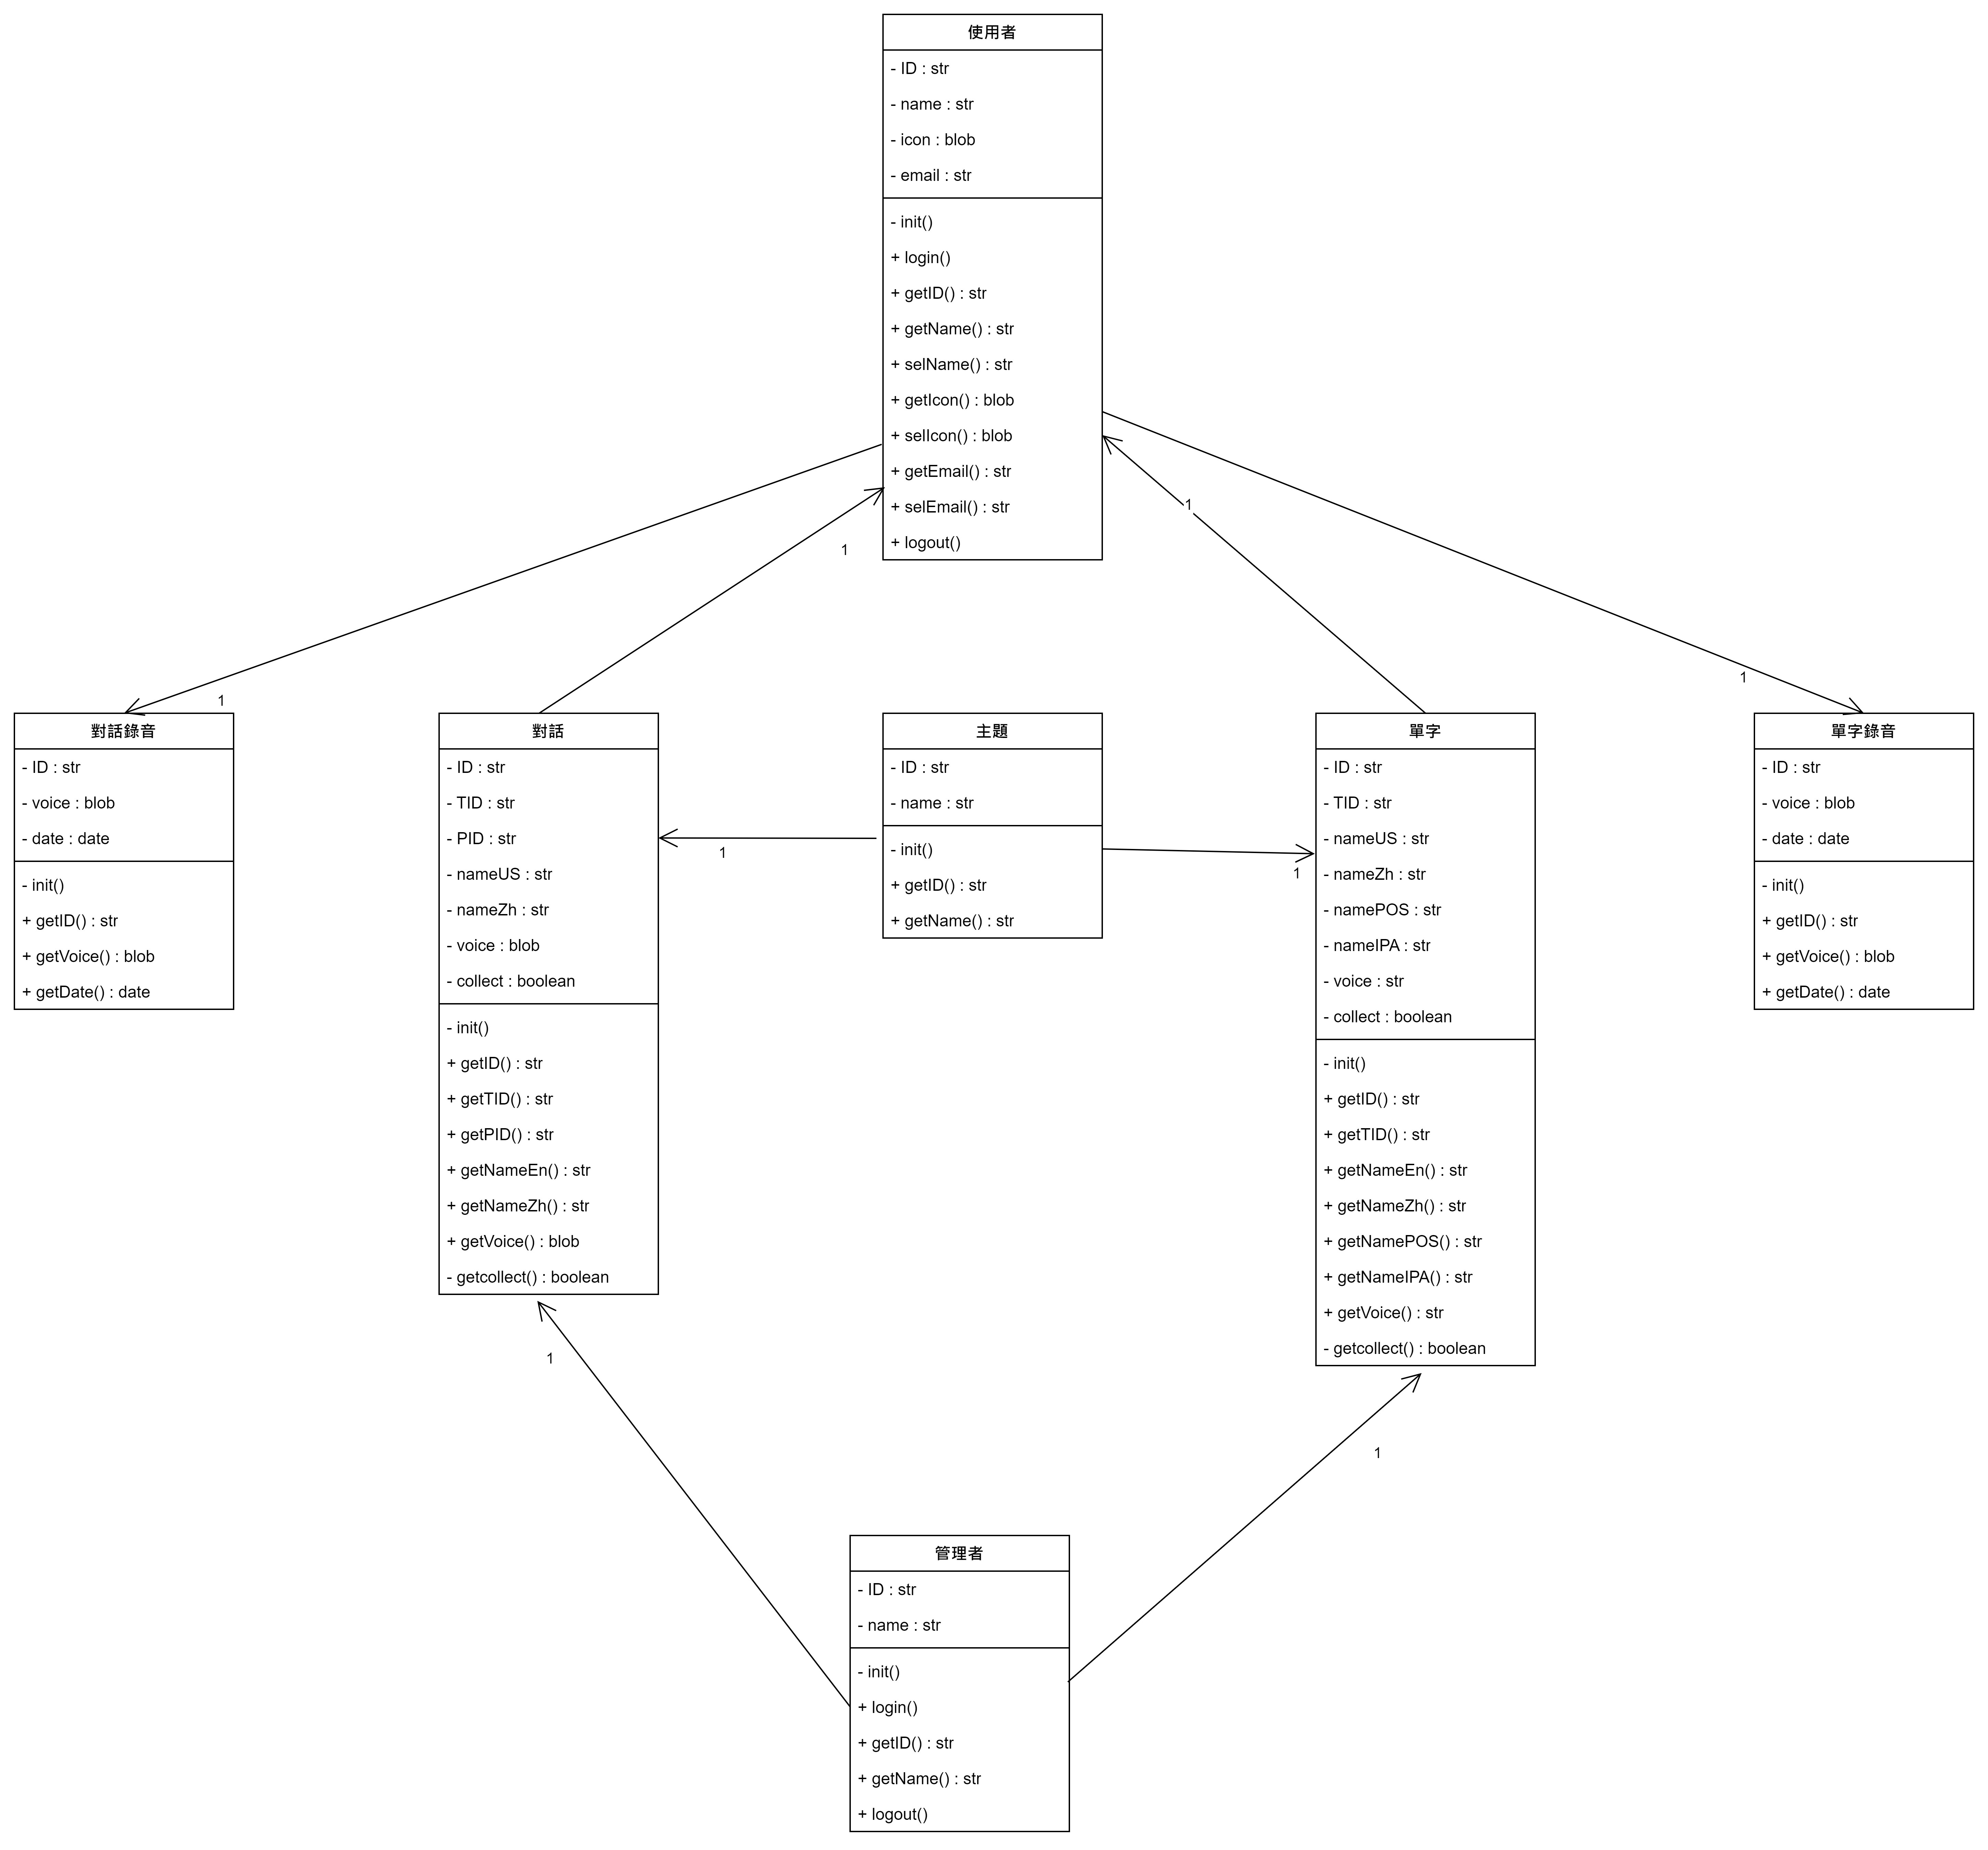 使用者
- ID : str
- name : str
- icon : blob
- email : str
- init()
+ login()
+ getID() : str
+ getName() : str
+ selName() : str
+ getIcon() : blob
+ selIcon() : blob
+ getEmail() : str
+ selEmail() : str
+ logout()
1
1
1
1
對話錄音
- ID : str
- voice : blob
- date : date
- init()
+ getID() : str
+ getVoice() : blob
+ getDate() : date
對話
- ID : str
- TID : str
- PID : str
- nameUS : str
- nameZh : str
- voice : blob
- collect : boolean
- init()
+ getID() : str
+ getTID() : str
+ getPID() : str
+ getNameEn() : str
+ getNameZh() : str
+ getVoice() : blob
- getcollect() : boolean
1
主題
- ID : str
- name : str
- init()
+ getID() : str
+ getName() : str
1
單字
- ID : str
- TID : str
- nameUS : str
- nameZh : str
- namePOS : str
- nameIPA : str
- voice : str
- collect : boolean
- init()
+ getID() : str
+ getTID() : str
+ getNameEn() : str
+ getNameZh() : str
+ getNamePOS() : str
+ getNameIPA() : str
+ getVoice() : str
- getcollect() : boolean
單字錄音
- ID : str
- voice : blob
- date : date
- init()
+ getID() : str
+ getVoice() : blob
+ getDate() : date
1
1
管理者
- ID : str
- name : str
- init()
+ login()
+ getID() : str
+ getName() : str
+ logout()